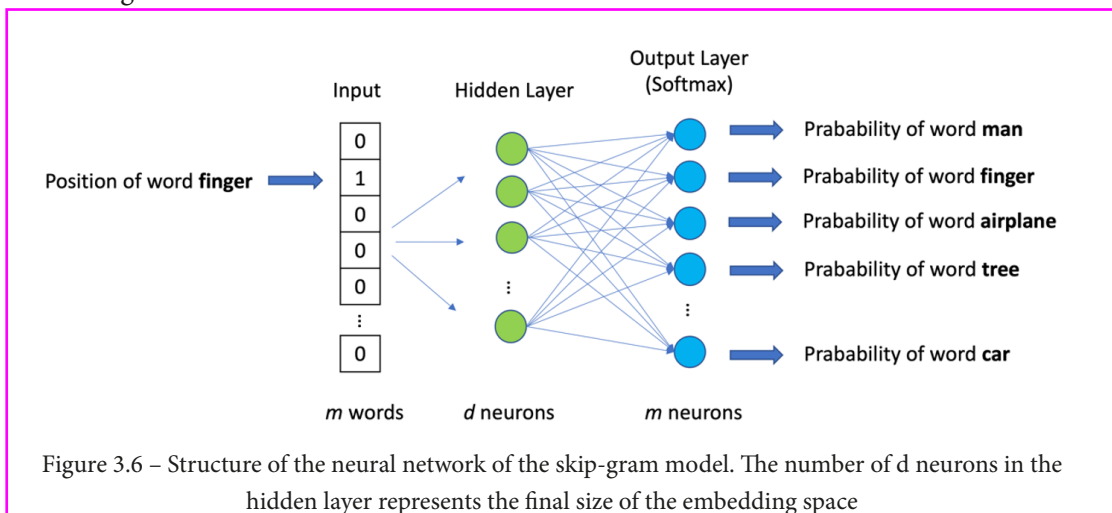 Input
Hidden Layer
Output Layer
(Softmax)
Position of word finger
0
1
0
0
0
⋮
0
⋮
⋮
Prabability of word man
Prabability of word finger
Prabability of word airplane
Prabability of word tree
Prabability of word car
m words
d neurons
m neurons
Figure 3.6 – Structure of the neural network of the skip-gram model. The number of d neurons in the
hidden layer represents the final size of the embedding space